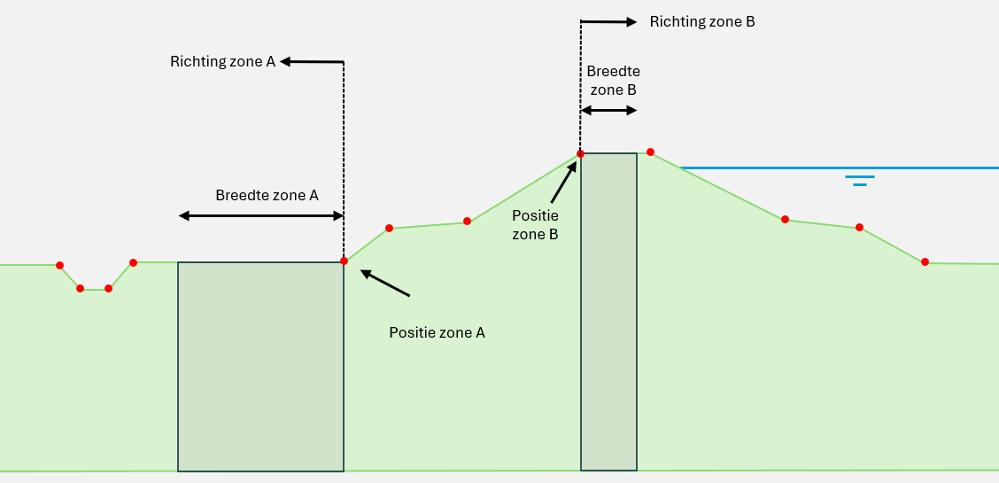 Richting zone B
Richting zone A
Breedte
zone B
Breedte zone A
Positie
zone B
Positie zone A